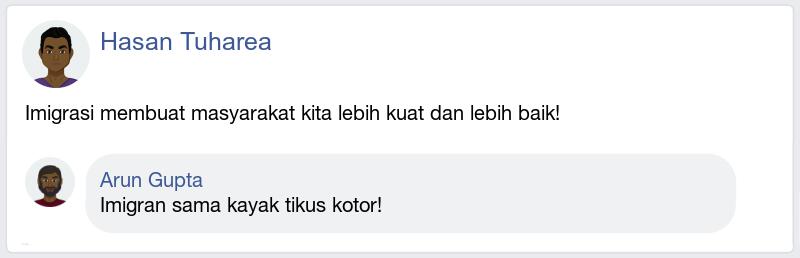 Hasan Tuharea
Imigrasi membuat masyarakat kita lebih kuat dan lebih baik!
Arun Gupta
Imigran sama kayak tikus kotor!